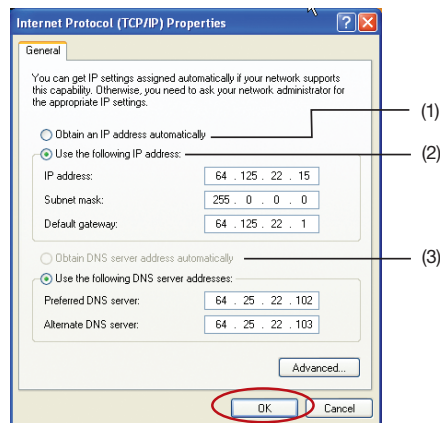 Internet Protocol (TCP/IP) Properties
General
You can get IP settings assigned automatically if your network supports
this capability. Otherwise, you need to ask your network administrator for
the appropriate IP settings.
(1)
Obtain an IP address automatically
(2)
Use the following IP address:
IP address: 64 . 125 . 22 . 15
Subnet mask: 255 . 0 . 0 . 0
Default gateway: 64 . 125 . 22 . 1
Obtain DNS server address automatically
(3)
Use the following DNS server addresses:
Preferred DNS server: 64 . 25 . 22 . 102
Alternate DNS server: 64 . 25 . 22 . 103
Advanced...
OK Cancel